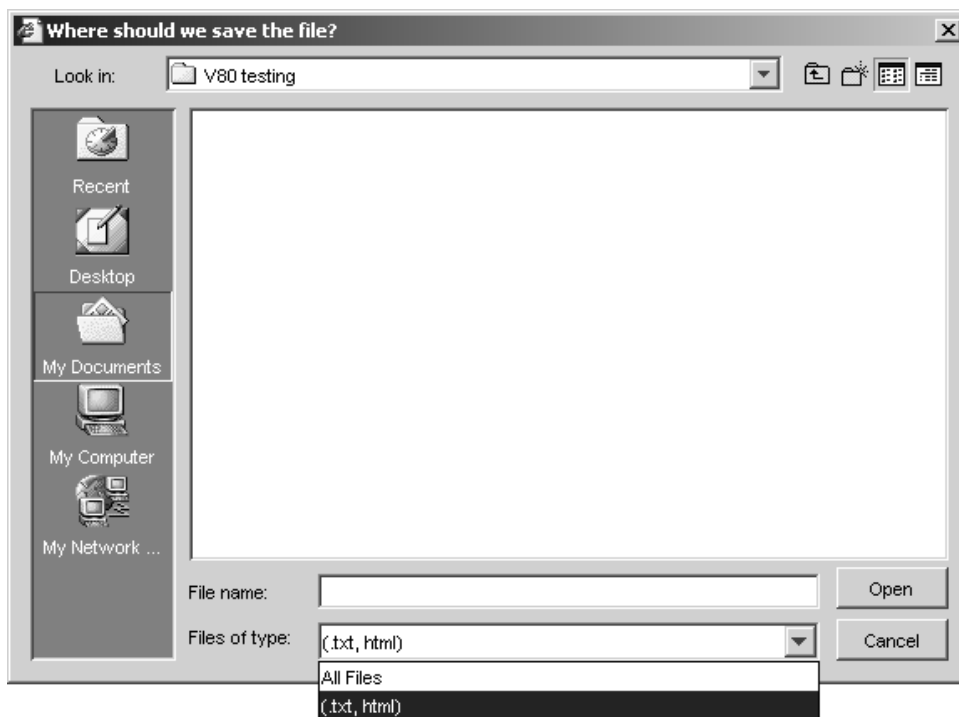 Where should we save the file?
Look in:
V80 testing
Recent
Desktop
My Documents
My Computer
My Network ...
File name:
Open
Files of type:
(.txt, html)
Cancel
All Files
(.txt, html)